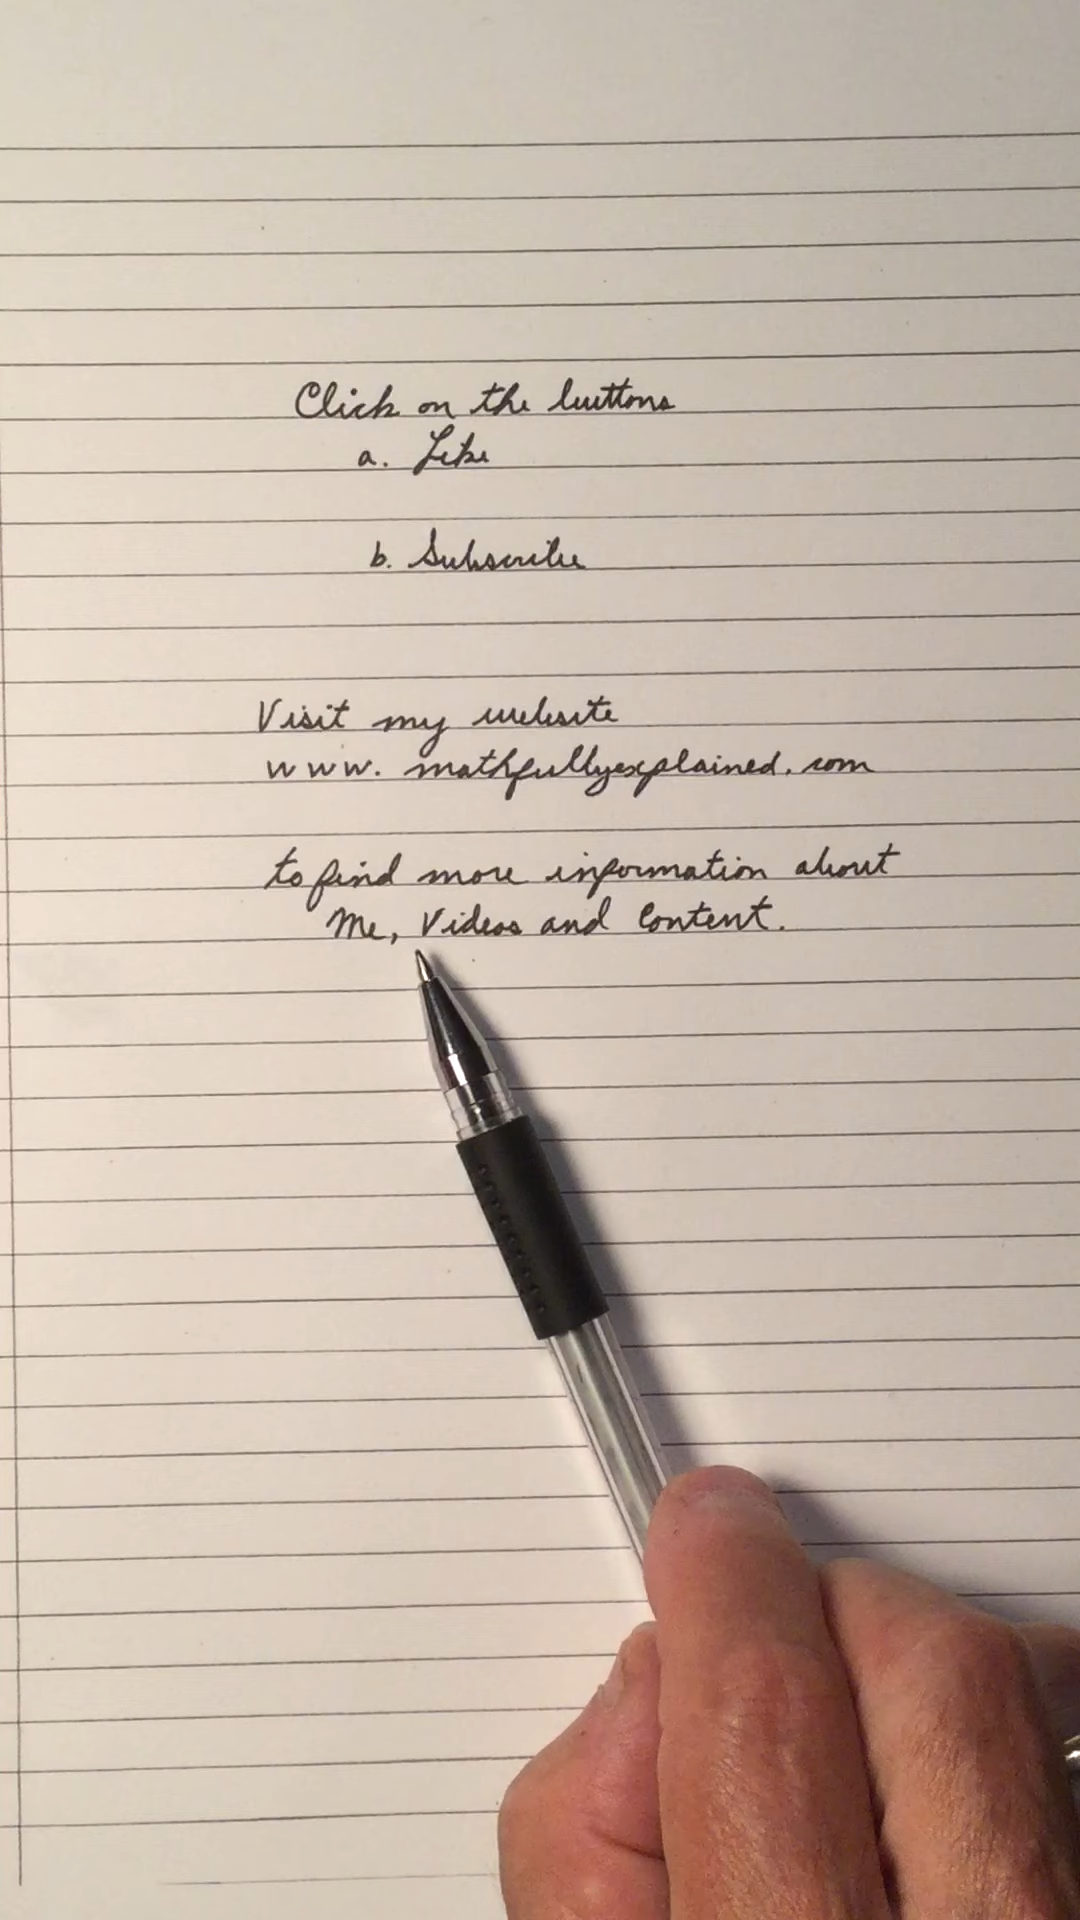 Click on the buttons
a. Like
b. Subscribe
Visit my website
www.mathfullyexplained.com
to find more information about
Me, Videos and Content.